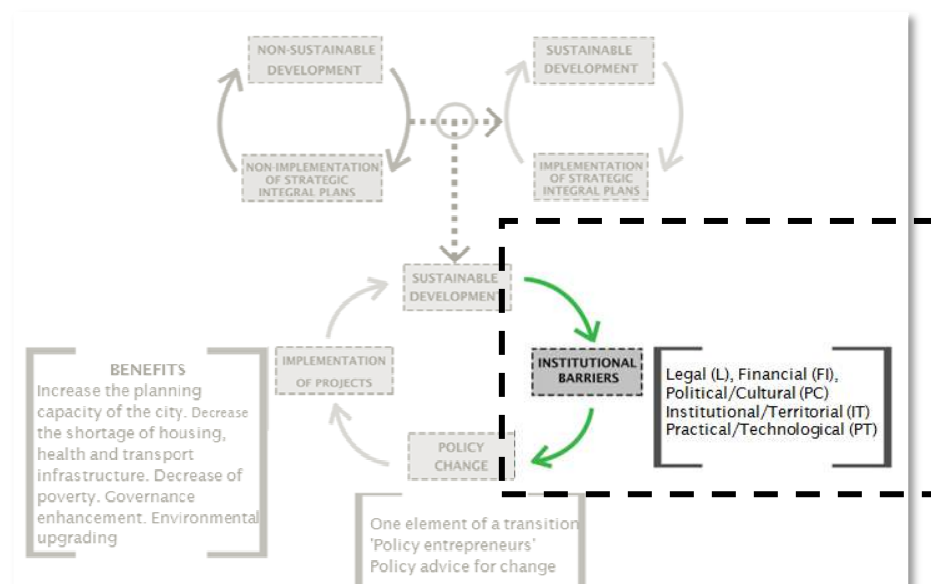 NON-SUSTAINABLE
DEVELOPMENT
SUSTAINABLE
DEVELOPMENT
NON-IMPLEMENTATION
OF STRATEGIC
INTEGRAL PLANS
IMPLEMENTATION
OF STRATEGIC
INTEGRAL PLANS
SUSTAINABLE
DEVELOPMENT
IMPLEMENTATION
OF PROJECTS
INSTITUTIONAL
BARRIERS
POLICY
CHANGE
BENEFITS
Increase the planning
capacity of the city. Decrease
the shortage of housing,
health and transport
infrastructure. Decrease of
poverty. Governance
enhancement. Environmental
upgrading
Legal (L), Financial (FI),
Political/Cultural (PC)
Institutional/Territorial (IT)
Practical/Technological (PT)
One element of a transition
'Policy entrepreneurs'
Policy advice for change